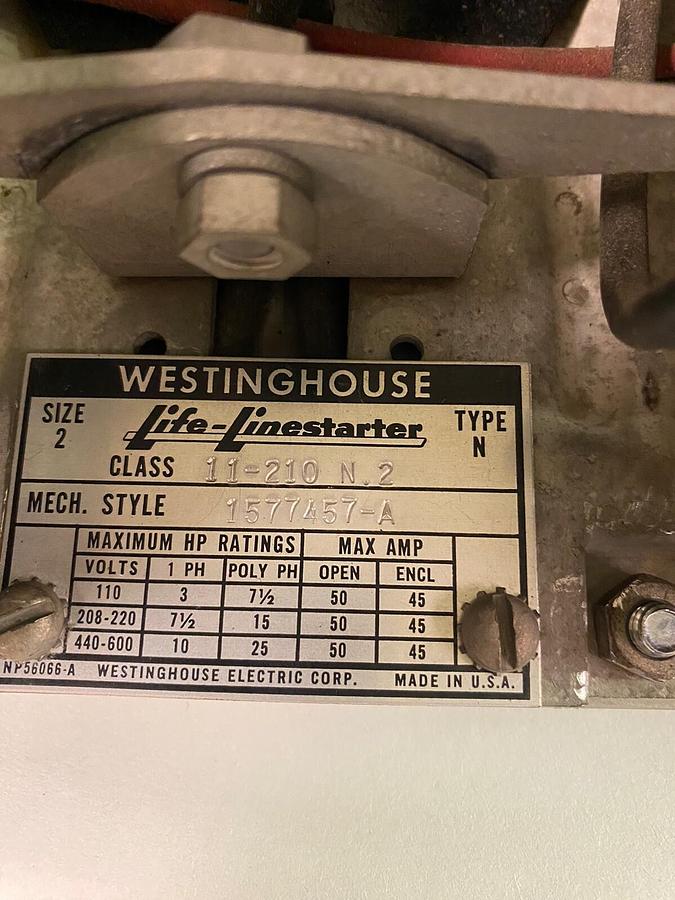 WESTINGHOUSE
SIZE 2 Life-Linestarter TYPE N
CLASS 11-210 N.2
MECH. STYLE 1577457-A
MAXIMUM HP RATINGS MAX AMP
VOLTS 1 PH POLY PH OPEN ENCL
110 3 7½ 50 45
208-220 7½ 15 50 45
440-600 10 25 50 45
NP56066-A WESTINGHOUSE ELECTRIC CORP. MADE IN U.S.A.